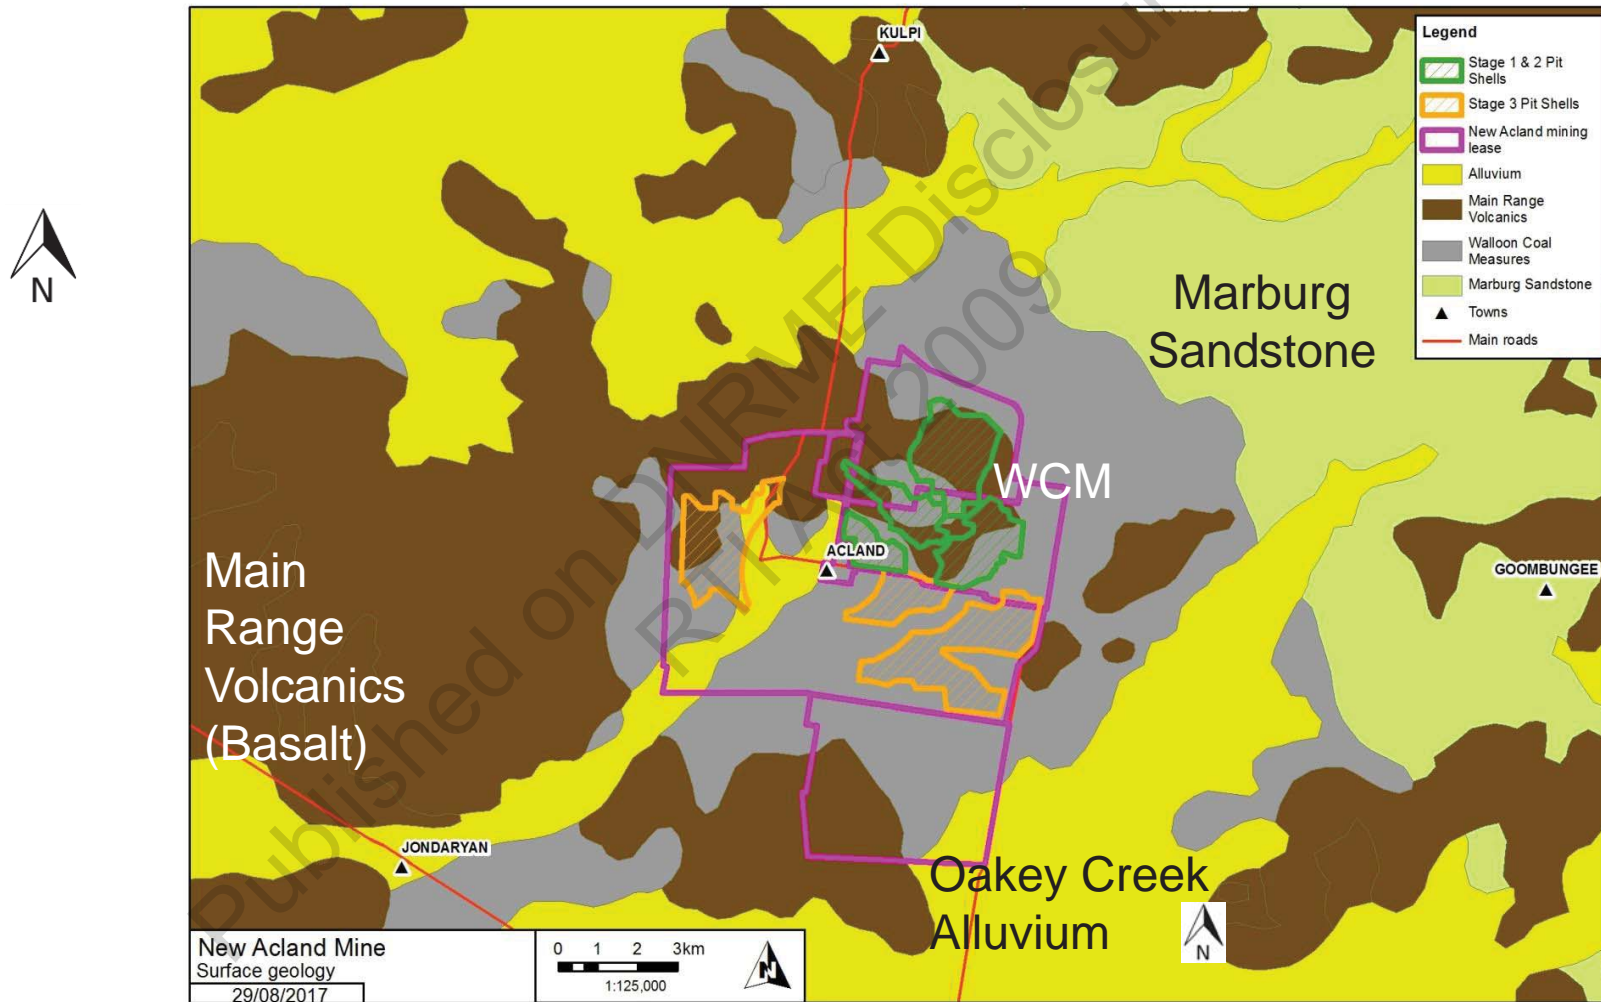 KULPI
Legend
Stage 1 & 2 Pit
Shells
Stage 3 Pit Shells
New Acland mining
lease
Alluvium
Main Range
Volcanics
Walloon Coal
Measures
Marburg Sandstone
Towns
Main roads
N
Marburg
Sandstone
WCM
ACLAND
GOOMBUNGEE
Main
Range
Volcanics
(Basalt)
JONDARYAN
Oakey Creek
Alluvium
N
New Acland Mine
Surface geology
29/08/2017
0 1 2 3km
1:125,000
N
Published on DNRME Disclosure
RTI Act 2009